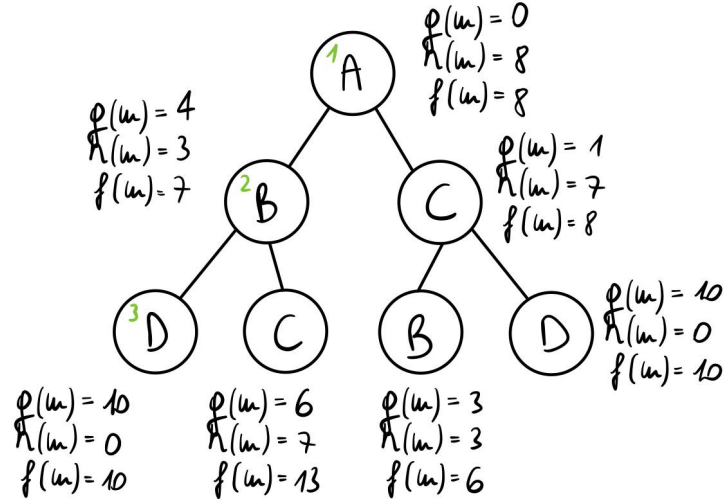 g(n) = 0
h(n) = 8
f(n) = 8
1
A
g(n) = 4
h(n) = 3
f(n) = 7
2
B
C
g(n) = 1
h(n) = 7
f(n) = 8
3
D
C
B
D
g(n) = 10
h(n) = 0
f(n) = 10
g(n) = 10
h(n) = 0
f(n) = 10
g(n) = 6
h(n) = 7
f(n) = 13
g(n) = 3
h(n) = 3
f(n) = 6